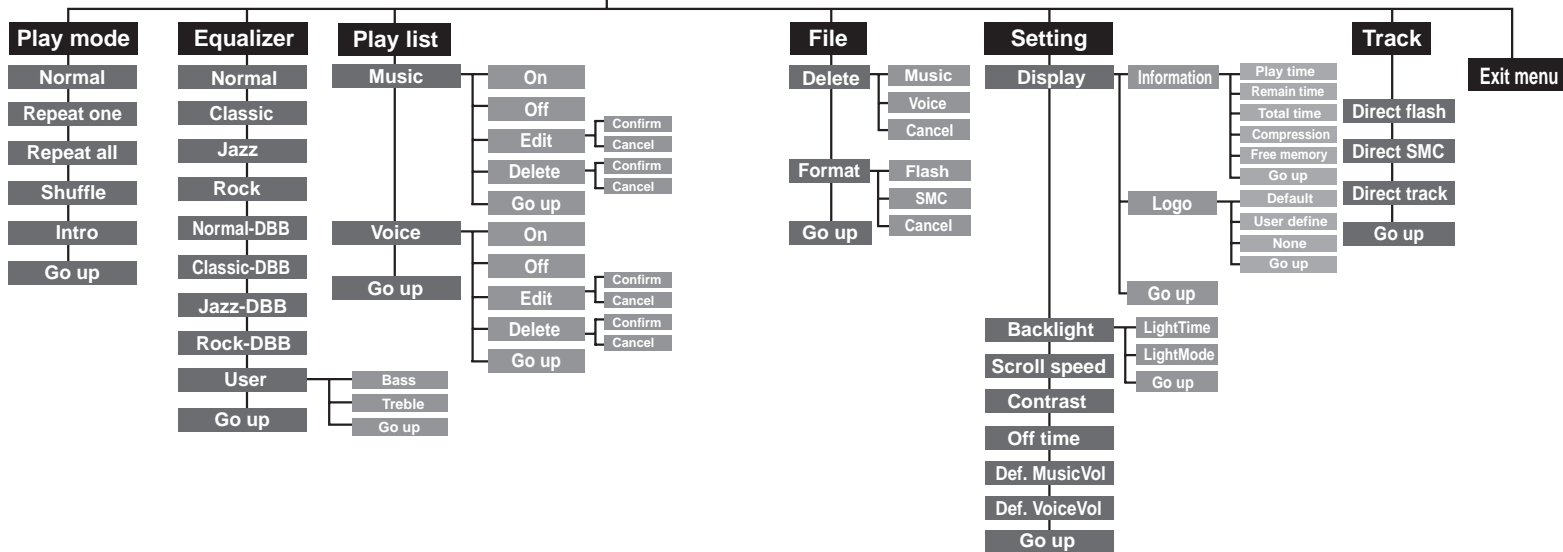 Play mode
Normal
Repeat one
Repeat all
Shuffle
Intro
Go up
Equalizer
Normal
Classic
Jazz
Rock
Normal-DBB
Classic-DBB
Jazz-DBB
Rock-DBB
User
Bass
Treble
Go up
Go up
Play list
Music
On
Off
Edit
Confirm
Cancel
Delete
Confirm
Cancel
Go up
Voice
On
Off
Edit
Confirm
Cancel
Delete
Confirm
Cancel
Go up
Go up
File
Delete
Music
Voice
Cancel
Format
Flash
SMC
Cancel
Go up
Setting
Display
Information
Play time
Remain time
Total time
Compression
Free memory
Go up
Logo
Default
User define
None
Go up
Go up
Backlight
LightTime
LightMode
Go up
Scroll speed
Contrast
Off time
Def. MusicVol
Def. VoiceVol
Go up
Track
Direct flash
Direct SMC
Direct track
Go up
Exit menu